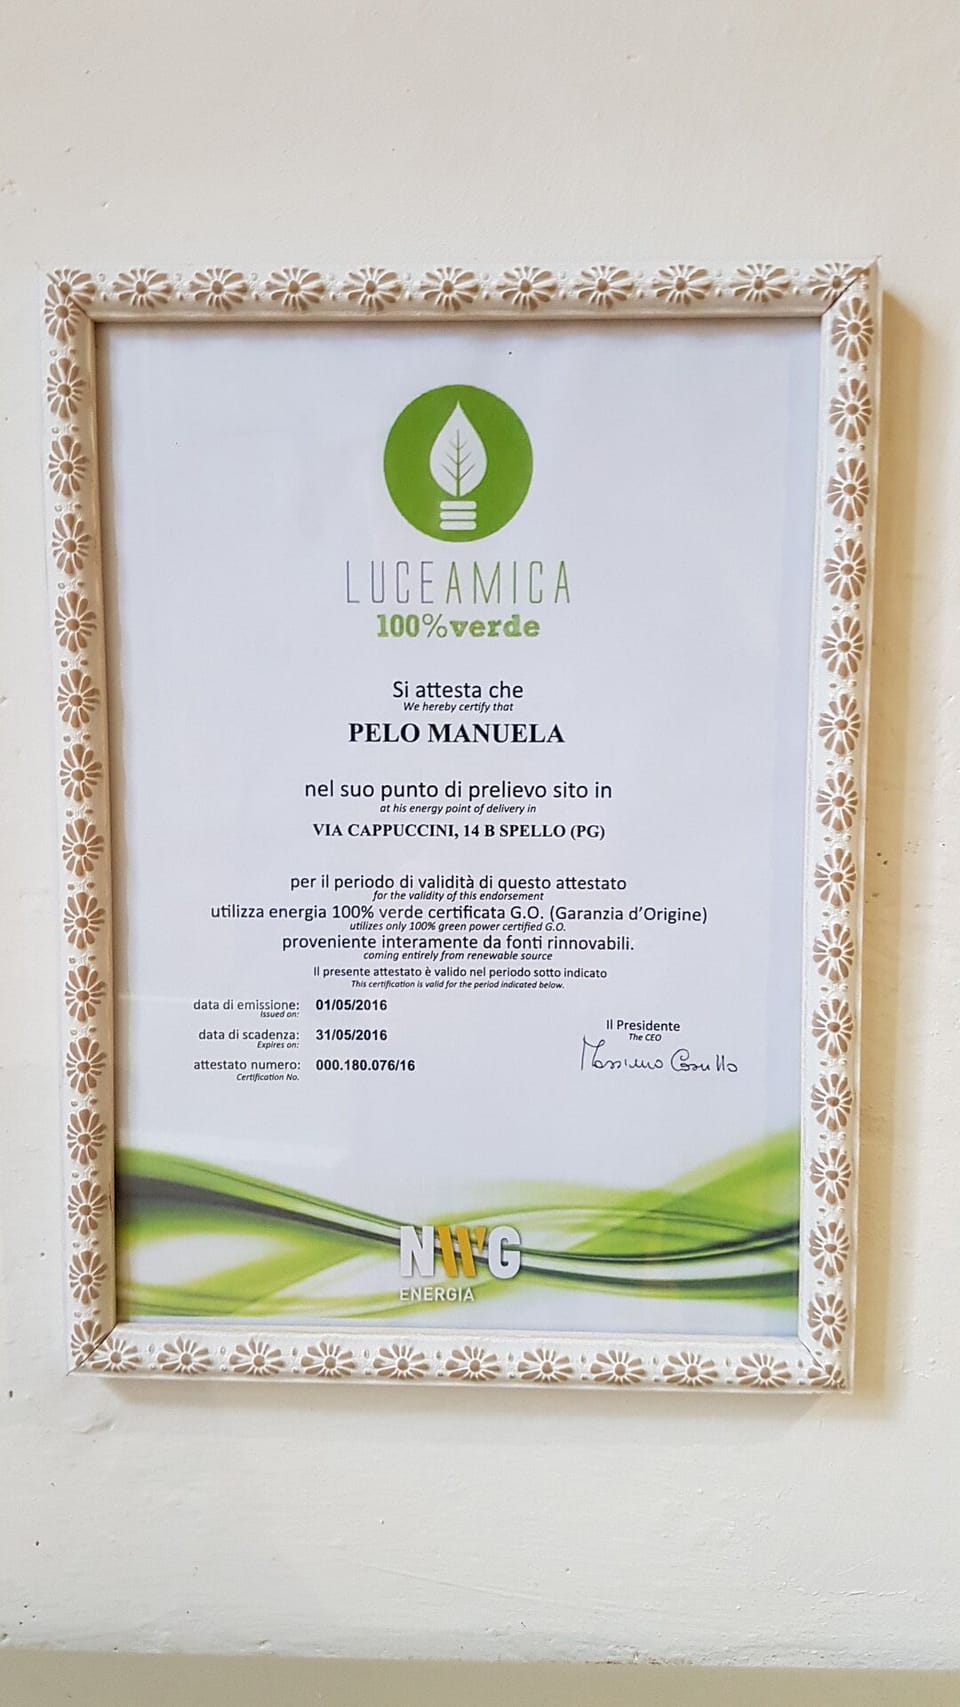 LUCEAMICA
100%verde
Si attesta che
We hereby certify that
PELO MANUELA
nel suo punto di prelievo sito in
at his energy point of delivery in
VIA CAPPUCCINI, 14 B SPELLO (PG)
per il periodo di validità di questo attestato
for the validity of this endorsement
utilizza energia 100% verde certificata G.O. (Garanzia d'Origine)
utilizes only 100% green power certified G.O.
proveniente interamente da fonti rinnovabili.
coming entirely from renewable source
Il presente attestato è valido nel periodo sotto indicato
This certification is valid for the period indicated below.
data di emissione: 01/05/2016
Issued on:
data di scadenza: 31/05/2016
Expires on:
attestato numero: 000.180.076/16
Certification No.
Il Presidente
The CEO
Massimo
NWG
ENERGIA